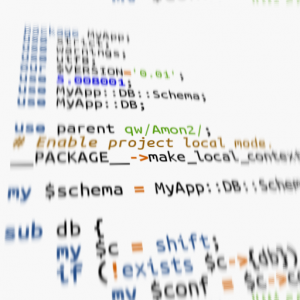 package MyApp;
use strict;
use warnings;
use utf8;
our $VERSION='0.01';
use 5.008001;
use MyApp::DB::Schema;
use MyApp::DB;
use parent qw/Amon2/;
# Enable project local mode.
__PACKAGE__->make_local_context
my $schema = MyApp::DB::Schem
sub db {
my $c = shift;
if (!exists $c->{db})
my $conf = $c->co